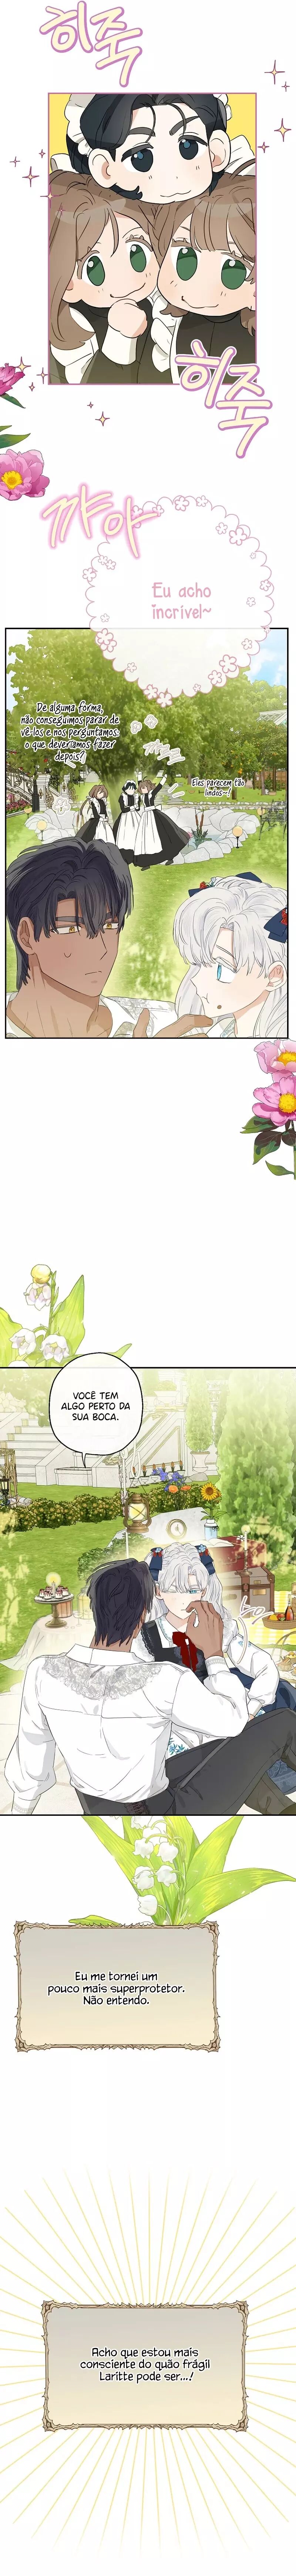 히죽
히죽
꺄아
Eu acho
incrível~
De alguma forma,
não conseguimos parar de
vê-los e nos perguntamos:
o que deveríamos fazer
depois?
Eles parecem tão
lindos~!
VOCÊ TEM
ALGO PERTO DA
SUA BOCA.
Eu me tornei um
pouco mais superprotetor.
Não entendo.
Acho que estou mais
consciente do quão frágil
Laritte pode ser...!